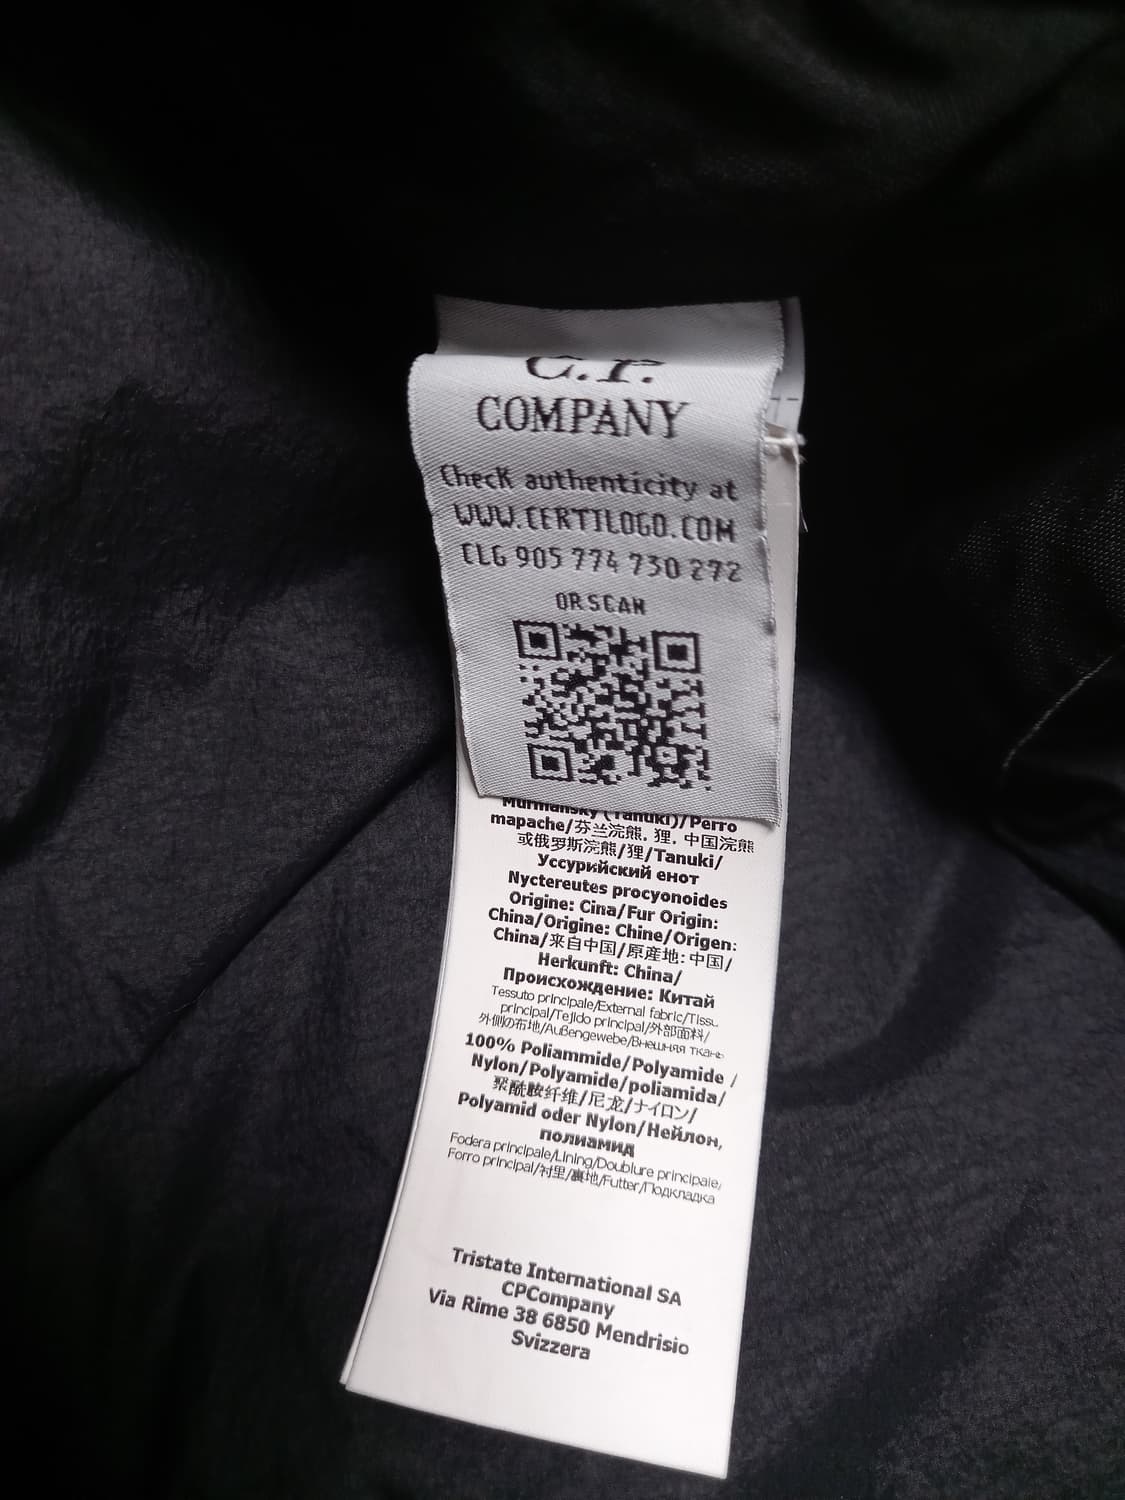 C.P.
COMPANY
Check authenticity at
WWW.CERTILOGO.COM
CLG 905 774 730 272
OR SCAN
Murmansky (Tanuki)/Perro
mapache/芬兰浣熊, 狸, 中国浣熊
或俄罗斯浣熊/狸/Tanuki/
Уссурийский енот
Nyctereutes procyonoides
Origine: Cina/Fur Origin:
China/Origine: Chine/Origen:
China/来自中国/原産地: 中国/
Herkunft: China/
Происхождение: Китай
Tessuto principale/External fabric/Tissu
principal/Tejido principal/外部面料/
外側の布地/Außengewebe/Внешняя ткань
100% Poliammide/Polyamide /
Nylon/Polyamide/poliamida/
聚酰胺纤维/尼龙/ナイロン/
Polyamid oder Nylon/Нейлон,
полиамид
Fodera principale/Lining/Doublure principale/
Forro principal/衬里/裏地/Futter/Подкладка
Tristate International SA
CPCompany
Via Rime 38 6850 Mendrisio
Svizzera